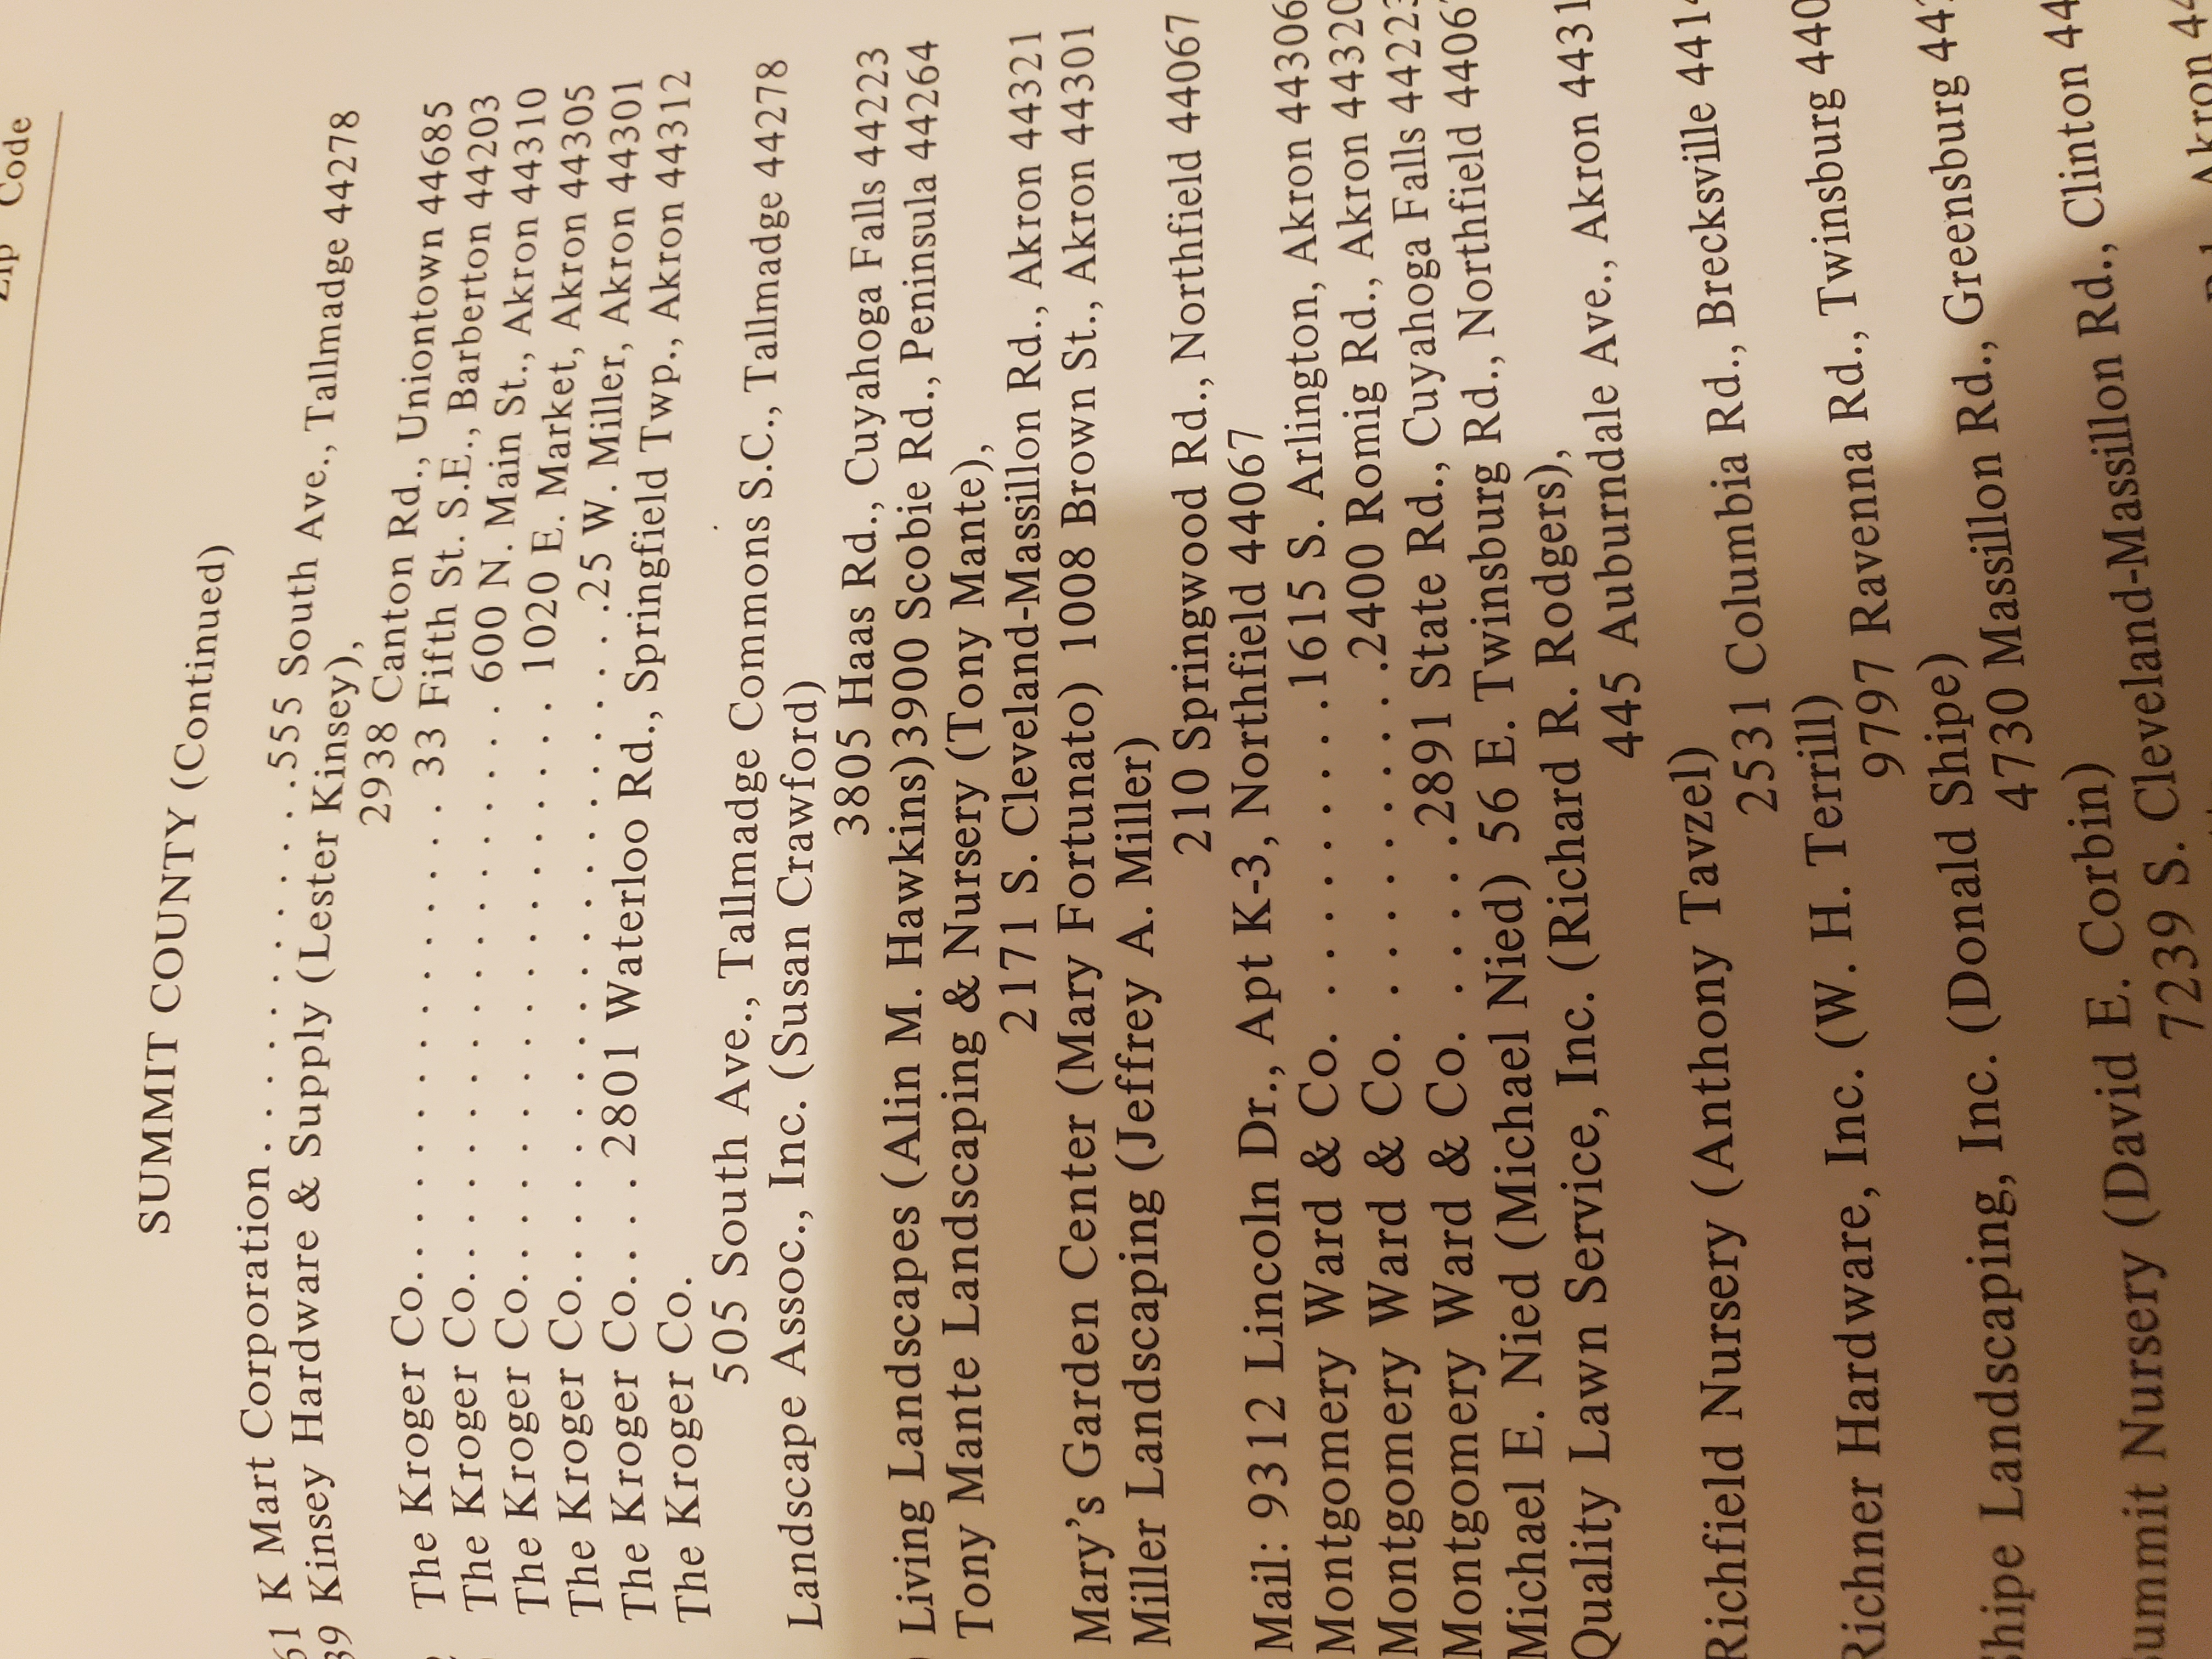 Zip Code
SUMMIT COUNTY (Continued)
K Mart Corporation. . . . . . . . . . . .555 South Ave., Tallmadge 44278
Kinsey Hardware & Supply (Lester Kinsey),
2938 Canton Rd., Uniontown 44685
The Kroger Co. . . . . . . . . . . . . . 33 Fifth St. S.E., Barberton 44203
The Kroger Co. . . . . . . . . . . . . . . . 600 N. Main St., Akron 44310
The Kroger Co. . . . . . . . . . . . . . . . 1020 E. Market, Akron 44305
The Kroger Co. . . . . . . . . . . . . . . . . . .25 W. Miller, Akron 44301
The Kroger Co. . . . 2801 Waterloo Rd., Springfield Twp., Akron 44312
The Kroger Co.
505 South Ave., Tallmadge Commons S.C., Tallmadge 44278
Landscape Assoc., Inc. (Susan Crawford)
3805 Haas Rd., Cuyahoga Falls 44223
Living Landscapes (Alin M. Hawkins)3900 Scobie Rd., Peninsula 44264
Tony Mante Landscaping & Nursery (Tony Mante),
2171 S. Cleveland-Massillon Rd., Akron 44321
Mary's Garden Center (Mary Fortunato) 1008 Brown St., Akron 44301
Miller Landscaping (Jeffrey A. Miller)
210 Springwood Rd., Northfield 44067
Mail: 9312 Lincoln Dr., Apt K-3, Northfield 44067
Montgomery Ward & Co. . . . . . . . . .1615 S. Arlington, Akron 44306
Montgomery Ward & Co. . . . . . . . . .2400 Romig Rd., Akron 44320
Montgomery Ward & Co. . . . . .2891 State Rd., Cuyahoga Falls 44223
Michael E. Nied (Michael Nied) 56 E. Twinsburg Rd., Northfield 44067
Quality Lawn Service, Inc. (Richard R. Rodgers),
445 Auburndale Ave., Akron
Richfield Nursery (Anthony Tavzel)
2531 Columbia Rd., Brecksville
Richner Hardware, Inc. (W. H. Terrill)
9797 Ravenna Rd., Twinsburg
Shipe Landscaping, Inc. (Donald Shipe)
4730 Massillon Rd., Greensburg
Summit Nursery (David E. Corbin)
7239 S. Cleveland-Massillon Rd., Clinton
Akron